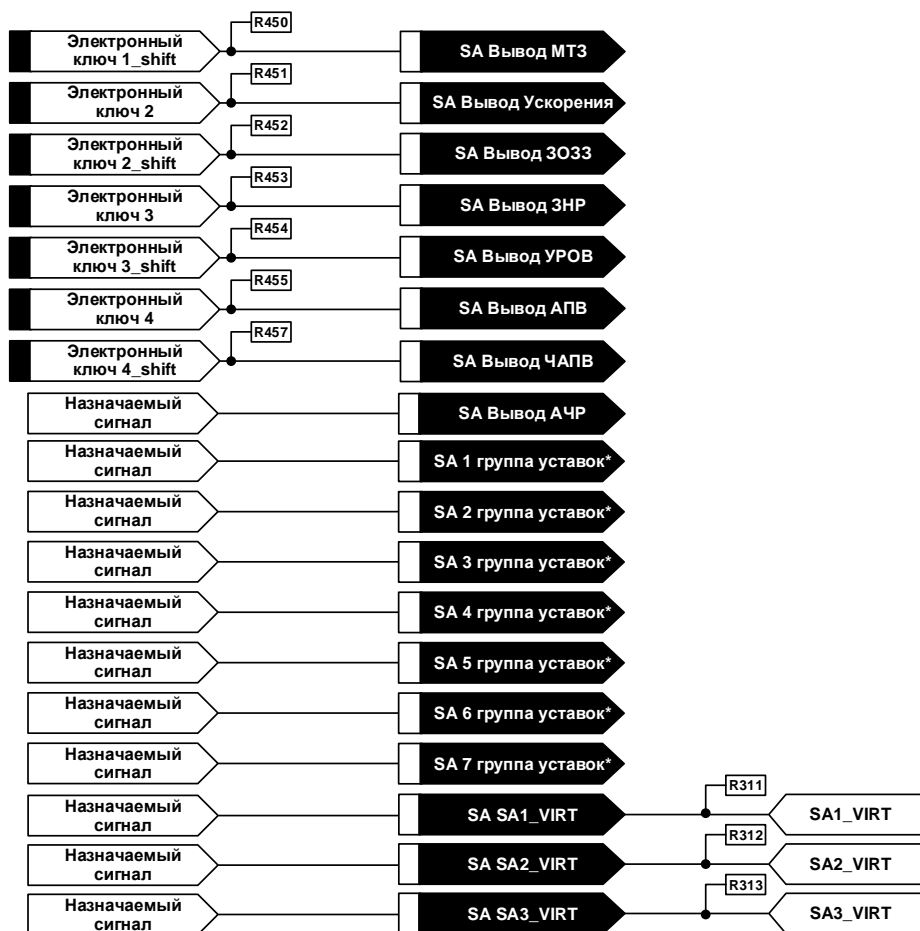 R450
Электронный
ключ 1_shift
SA Вывод МТЗ
R451
Электронный
ключ 2
SA Вывод Ускорения
R452
Электронный
ключ 2_shift
SA Вывод ЗОЗЗ
R453
Электронный
ключ 3
SA Вывод ЗНР
R454
Электронный
ключ 3_shift
SA Вывод УРОВ
R455
Электронный
ключ 4
SA Вывод АПВ
R457
Электронный
ключ 4_shift
SA Вывод ЧАПВ
Назначаемый
сигнал
SA Вывод АЧР
Назначаемый
сигнал
SA 1 группа уставок*
Назначаемый
сигнал
SA 2 группа уставок*
Назначаемый
сигнал
SA 3 группа уставок*
Назначаемый
сигнал
SA 4 группа уставок*
Назначаемый
сигнал
SA 5 группа уставок*
Назначаемый
сигнал
SA 6 группа уставок*
Назначаемый
сигнал
SA 7 группа уставок*
R311
Назначаемый
сигнал
SA SA1_VIRT
SA1_VIRT
R312
Назначаемый
сигнал
SA SA2_VIRT
SA2_VIRT
R313
Назначаемый
сигнал
SA SA3_VIRT
SA3_VIRT